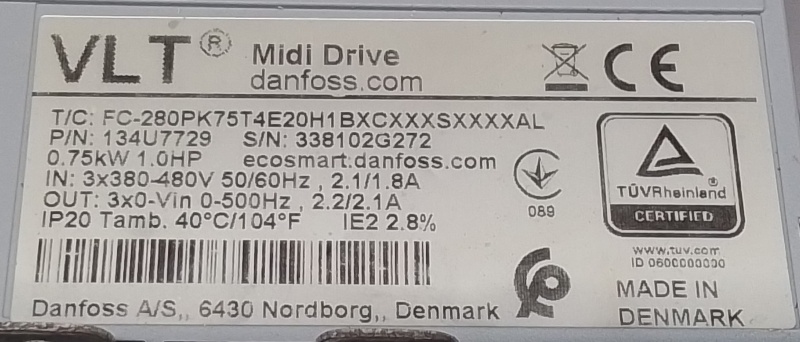 VLT® Midi Drive
danfoss.com
CE
T/C: FC-280PK75T4E20H1BXCXXXSXXXXAL
P/N: 134U7729 S/N: 338102G272
0.75kW 1.0HP ecosmart.danfoss.com
IN: 3x380-480V 50/60Hz , 2.1/1.8A
OUT: 3x0-Vin 0-500Hz , 2.2/2.1A
IP20 Tamb. 40°C/104°F IE2 2.8%
089
TÜVRheinland®
CERTIFIED
www.tuv.com
ID 0600000000
MADE IN
DENMARK
Danfoss A/S,, 6430 Nordborg,, Denmark